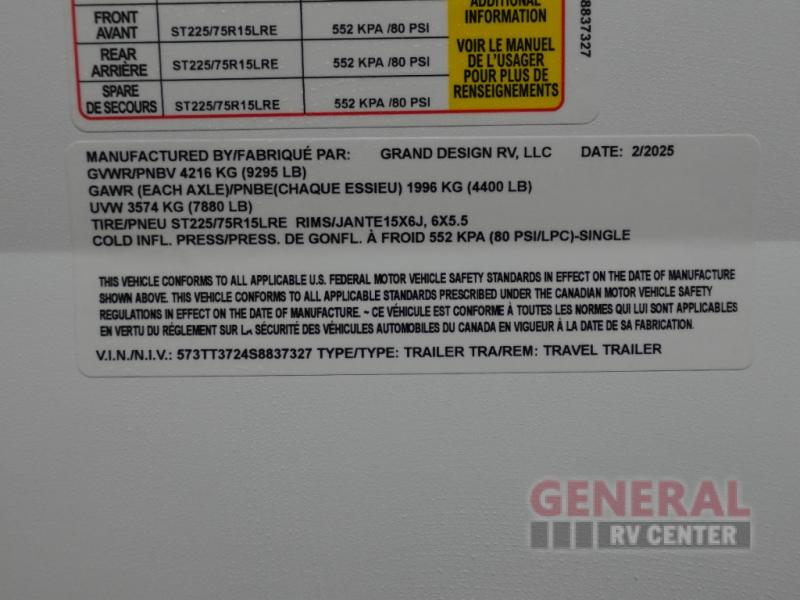 ADDITIONAL
INFORMATION
VOIR LE MANUEL
DE L'USAGER
POUR PLUS DE
RENSEIGNEMENTS
FRONT
AVANT
ST225/75R15LRE
552 KPA /80 PSI
REAR
ARRIÈRE
ST225/75R15LRE
552 KPA /80 PSI
SPARE
DE SECOURS
ST225/75R15LRE
552 KPA /80 PSI
8837327
MANUFACTURED BY/FABRIQUÉ PAR: GRAND DESIGN RV, LLC DATE: 2/2025
GVWR/PNBV 4216 KG (9295 LB)
GAWR (EACH AXLE)/PNBE(CHAQUE ESSIEU) 1996 KG (4400 LB)
UVW 3574 KG (7880 LB)
TIRE/PNEU ST225/75R15LRE RIMS/JANTE15X6J, 6X5.5
COLD INFL. PRESS/PRESS. DE GONFL. À FROID 552 KPA (80 PSI/LPC)-SINGLE
THIS VEHICLE CONFORMS TO ALL APPLICABLE U.S. FEDERAL MOTOR VEHICLE SAFETY STANDARDS IN EFFECT ON THE DATE OF MANUFACTURE
SHOWN ABOVE. THIS VEHICLE CONFORMS TO ALL APPLICABLE STANDARDS PRESCRIBED UNDER THE CANADIAN MOTOR VEHICLE SAFETY
REGULATIONS IN EFFECT ON THE DATE OF MANUFACTURE. ~ CE VÉHICULE EST CONFORME À TOUTES LES NORMES QUI LUI SONT APPLICABLES
EN VERTU DU RÉGLEMENT SUR LA SÉCURITÉ DES VÉHICULES AUTOMOBILES DU CANADA EN VIGUEUR À LA DATE DE SA FABRICATION.
V.I.N./N.I.V.: 573TT3724S8837327 TYPE/TYPE: TRAILER TRA/REM: TRAVEL TRAILER
GENERAL
RV CENTER